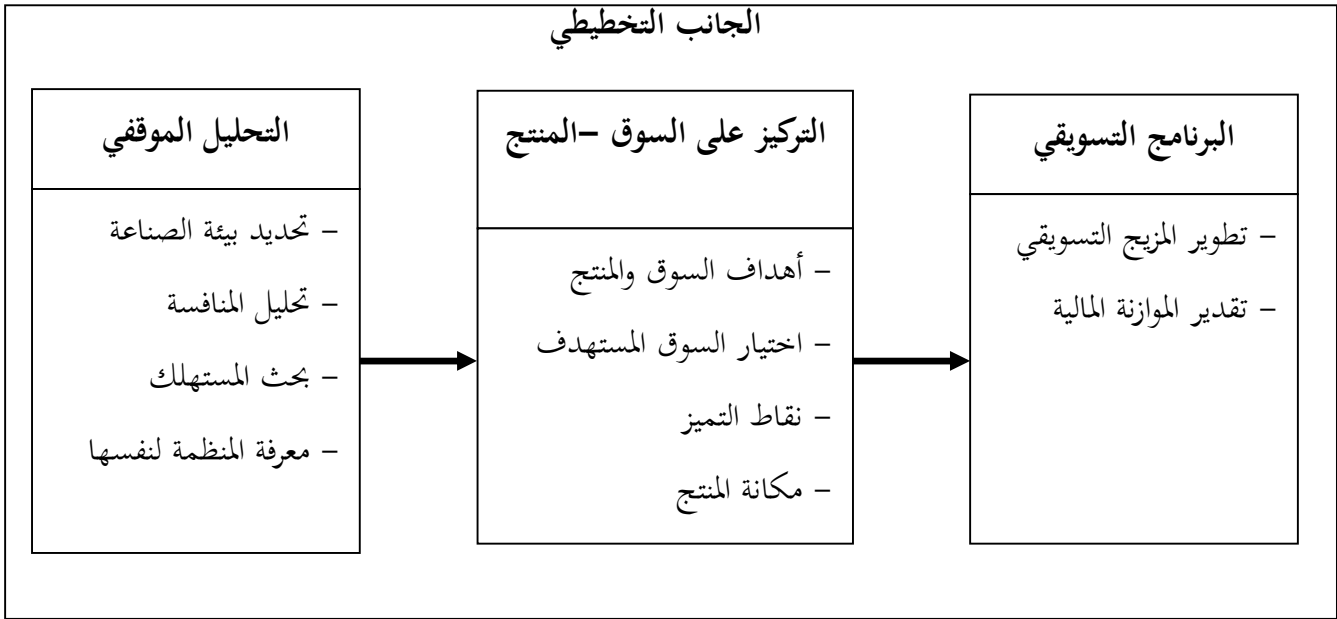 الجانب التخطيطي
التحليل الموقفي
– تحديد بيئة الصناعة
– تحليل المنافسة
– بحث المستهلك
– معرفة المنظمة لنفسها
التركيز على السوق –المنتج
– أهداف السوق والمنتج
– اختيار السوق المستهدف
– نقاط التميز
– مكانة المنتج
البرنامج التسويقي
– تطوير المزيج التسويقي
– تقدير الموازنة المالية